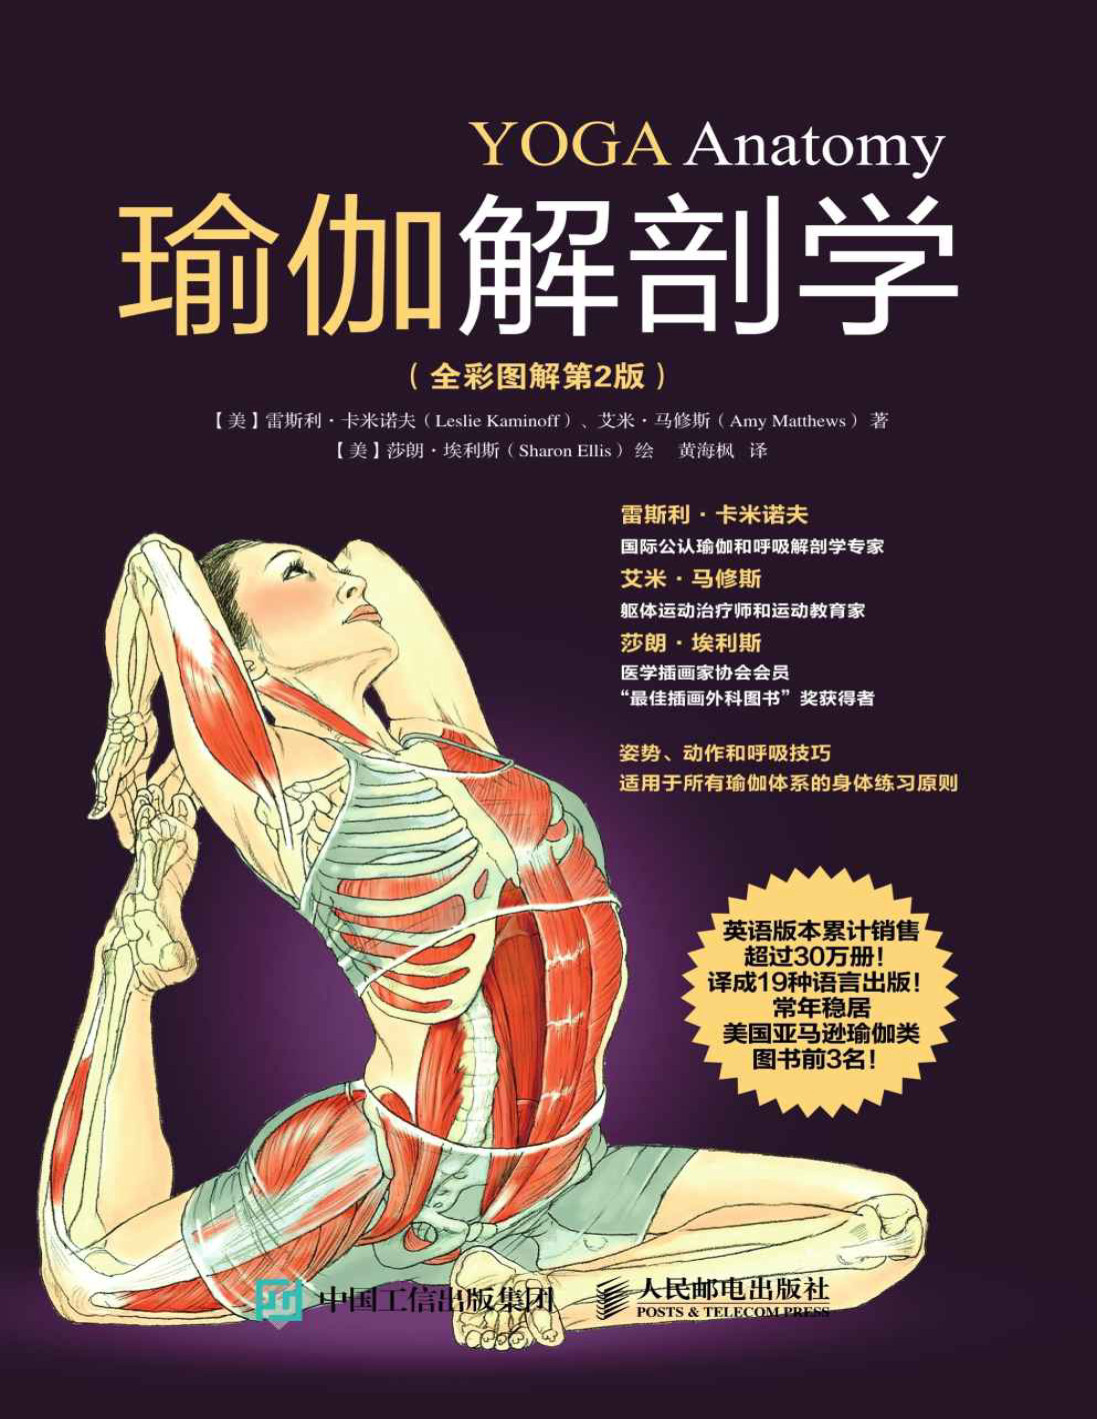 YOGA Anatomy
瑜伽解剖学
（全彩图解第2版）
【美】雷斯利·卡米诺夫（Leslie Kaminoff）、艾米·马修斯（Amy Matthews）著
【美】莎朗·埃利斯（Sharon Ellis）绘 黄海枫 译
雷斯利·卡米诺夫
国际公认瑜伽和呼吸解剖学专家
艾米·马修斯
躯体运动治疗师和运动教育家
莎朗·埃利斯
医学插画家协会会员
“最佳插画外科图书”奖获得者
姿势、动作和呼吸技巧
适用于所有瑜伽体系的身体练习原则
英语版本累计销售
超过30万册！
译成19种语言出版！
常年稳居
美国亚马逊瑜伽类
图书前3名！
中国工信出版集团
人民邮电出版社
POSTS & TELECOM PRESS